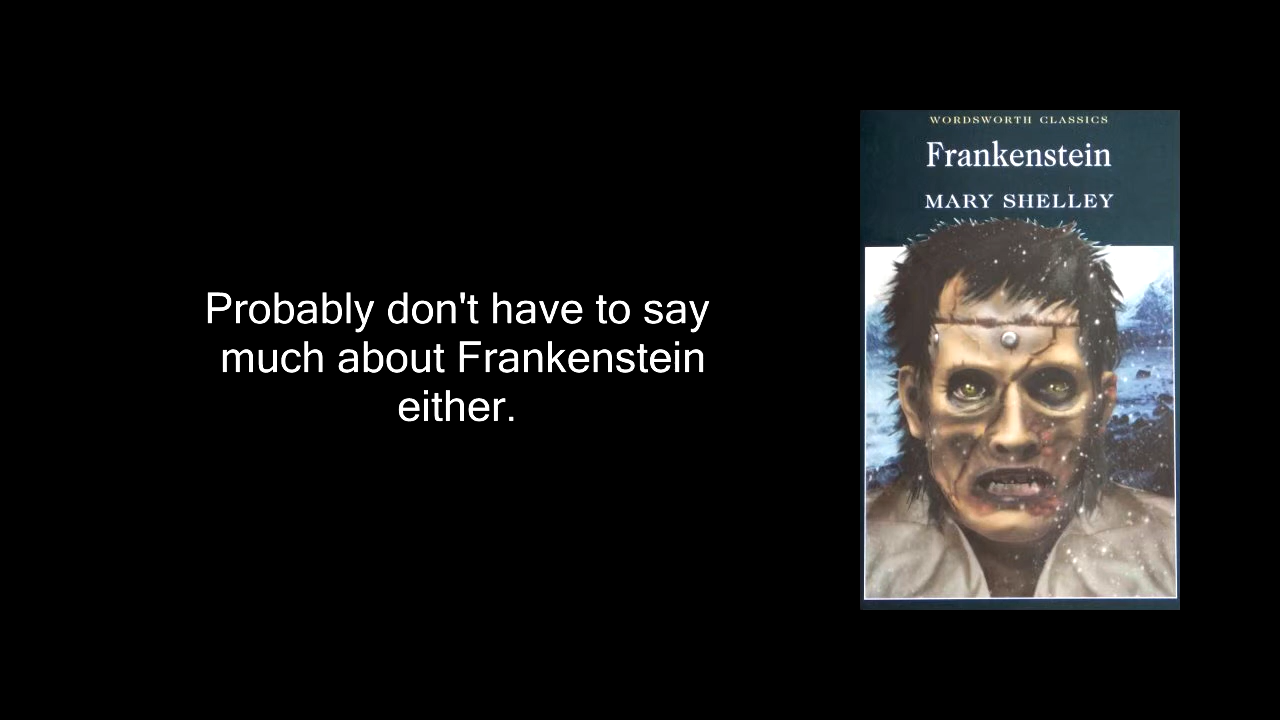 Probably don't have to say
much about Frankenstein
either.
WORDSWORTH CLASSICS
Frankenstein
MARY SHELLEY